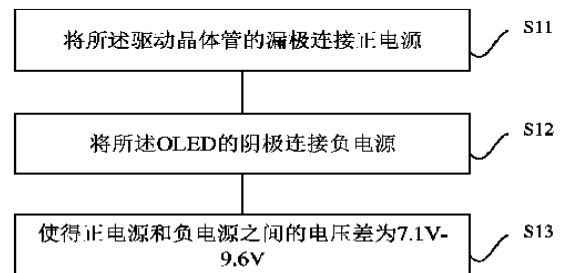 将所述驱动晶体管的漏极连接正电源
S11
将所述OLED的阴极连接负电源
S12
使得正电源和负电源之间的电压差为7.1V-
9.6V
S13